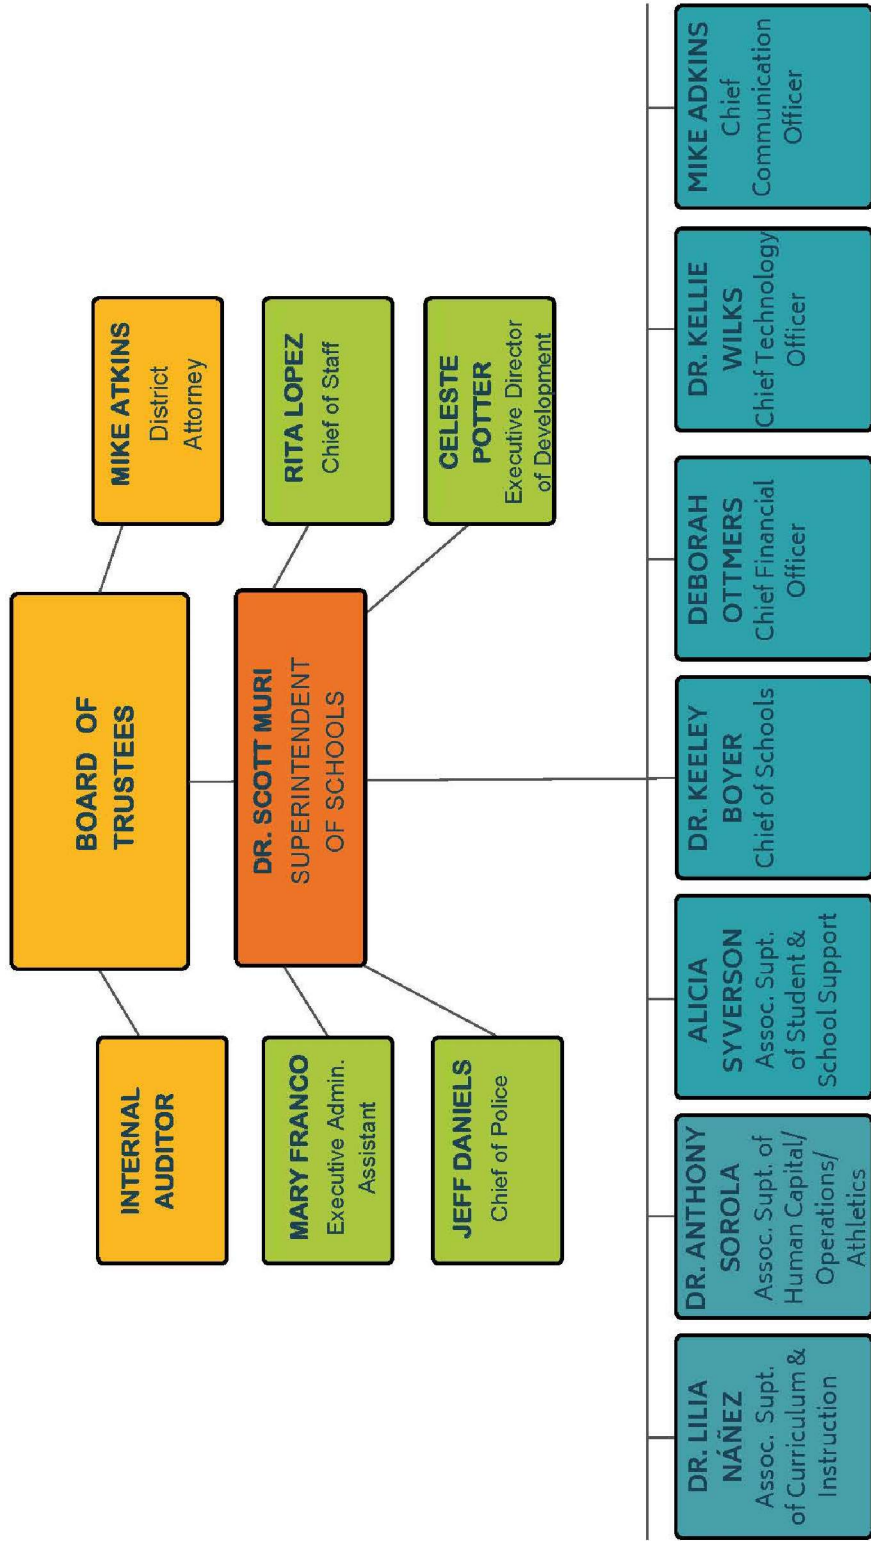 BOARD OF
TRUSTEES
INTERNAL
AUDITOR
MIKE ATKINS
District
Attorney
DR. SCOTT MURI
SUPERINTENDENT
OF SCHOOLS
MARY FRANCO
Executive Admin.
Assistant
RITA LOPEZ
Chief of Staff
JEFF DANIELS
Chief of Police
CELESTE
POTTER
Executive Director
of Development
DR. LILIA
NÁÑEZ
Assoc. Supt.
of Curriculum &
Instruction
DR. ANTHONY
SOROLA
Assoc. Supt. of
Human Capital/
Operations/
Athletics
ALICIA
SYVERSON
Assoc. Supt.
of Student &
School Support
DR. KEELEY
BOYER
Chief of Schools
DEBORAH
OTTMERS
Chief Financial
Officer
DR. KELLIE
WILKS
Chief Technology
Officer
MIKE ADKINS
Chief
Communication
Officer